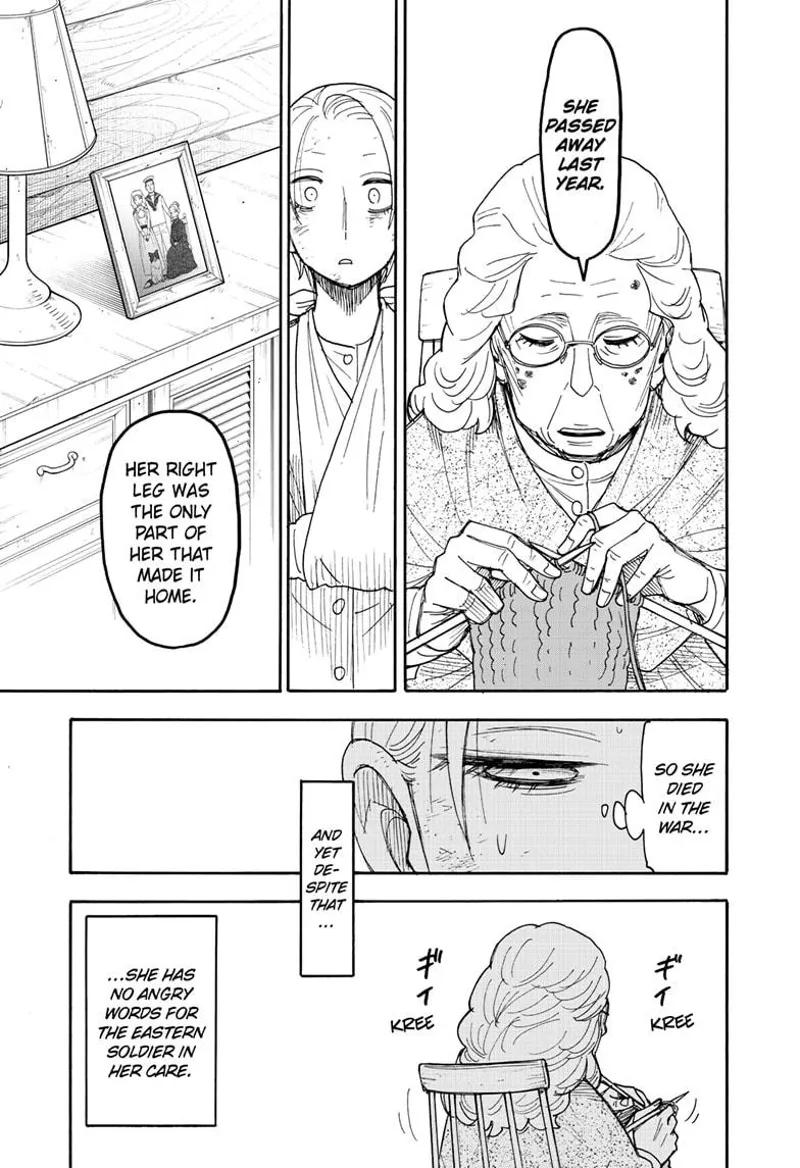 SHE
PASSED
AWAY
LAST
YEAR.
HER RIGHT
LEG WAS
THE ONLY
PART OF
HER THAT
MADE IT
HOME.
SO SHE
DIED
IN THE
WAR...
AND
YET
DE-
SPITE
THAT
...
ギィ
KREE
ギィ
KREE
...SHE HAS
NO ANGRY
WORDS FOR
THE EASTERN
SOLDIER IN
HER CARE.